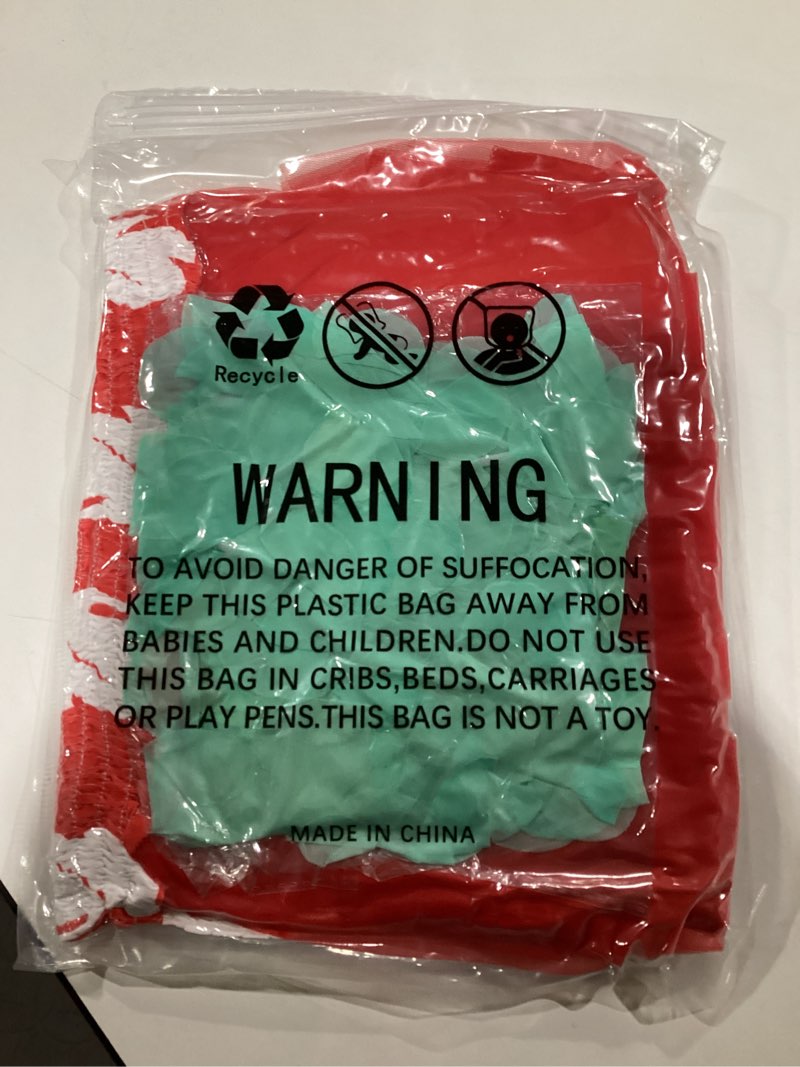 Recycle
WARNING
TO AVOID DANGER OF SUFFOCATION,
KEEP THIS PLASTIC BAG AWAY FROM
BABIES AND CHILDREN.DO NOT USE
THIS BAG IN CRIBS,BEDS,CARRIAGES
OR PLAY PENS.THIS BAG IS NOT A TOY.
MADE IN CHINA